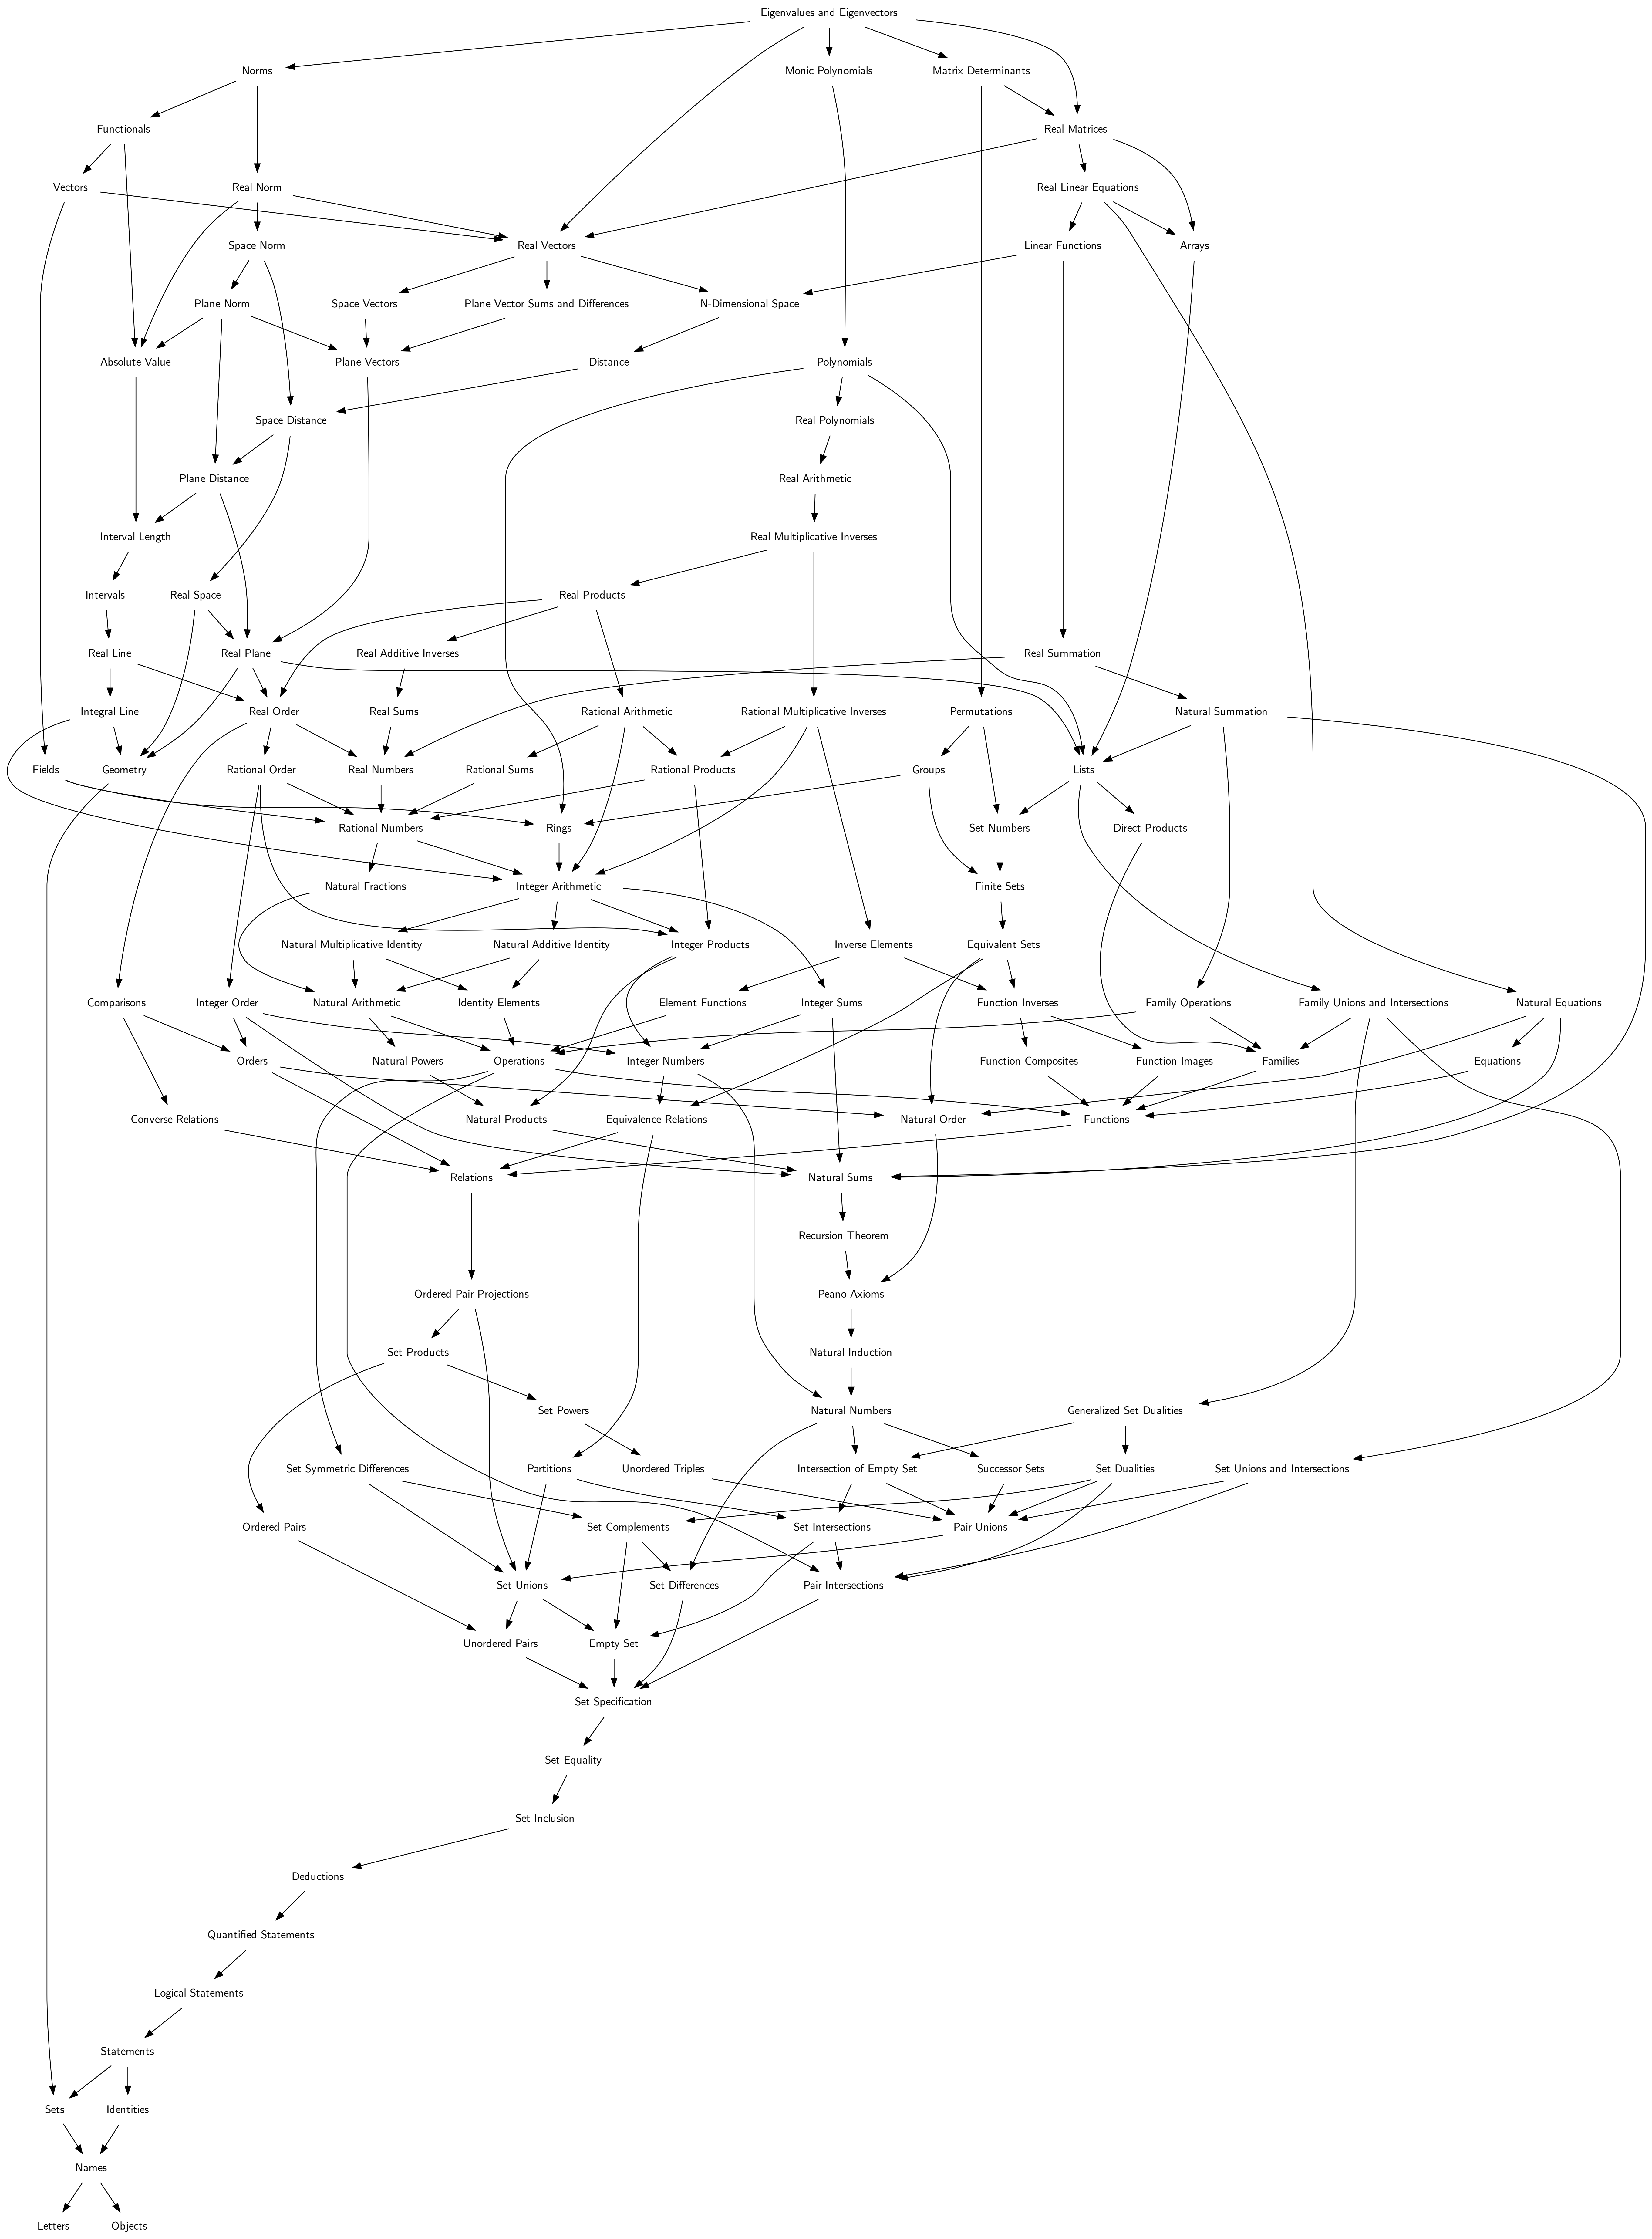 Eigenvalues and Eigenvectors
Norms
Monic Polynomials
Matrix Determinants
Functionals
Real Matrices
Vectors
Real Norm
Real Linear Equations
Space Norm
Real Vectors
Linear Functions
Arrays
Plane Norm
Space Vectors
Plane Vector Sums and Differences
N-Dimensional Space
Absolute Value
Plane Vectors
Distance
Polynomials
Space Distance
Real Polynomials
Plane Distance
Real Arithmetic
Interval Length
Real Multiplicative Inverses
Intervals
Real Space
Real Products
Real Line
Real Plane
Real Additive Inverses
Real Summation
Integral Line
Real Order
Real Sums
Rational Arithmetic
Rational Multiplicative Inverses
Permutations
Natural Summation
Fields
Geometry
Rational Order
Real Numbers
Rational Sums
Rational Products
Groups
Lists
Rational Numbers
Rings
Set Numbers
Direct Products
Natural Fractions
Integer Arithmetic
Finite Sets
Natural Multiplicative Identity
Natural Additive Identity
Integer Products
Inverse Elements
Equivalent Sets
Comparisons
Integer Order
Natural Arithmetic
Identity Elements
Element Functions
Integer Sums
Function Inverses
Family Operations
Family Unions and Intersections
Natural Equations
Orders
Natural Powers
Operations
Integer Numbers
Function Composites
Function Images
Families
Equations
Converse Relations
Natural Products
Equivalence Relations
Natural Order
Functions
Relations
Natural Sums
Recursion Theorem
Ordered Pair Projections
Peano Axioms
Set Products
Natural Induction
Set Powers
Natural Numbers
Generalized Set Dualities
Set Symmetric Differences
Partitions
Unordered Triples
Intersection of Empty Set
Successor Sets
Set Dualities
Set Unions and Intersections
Ordered Pairs
Set Complements
Set Intersections
Pair Unions
Set Unions
Set Differences
Pair Intersections
Unordered Pairs
Empty Set
Set Specification
Set Equality
Set Inclusion
Deductions
Quantified Statements
Logical Statements
Statements
Sets
Identities
Names
Letters
Objects